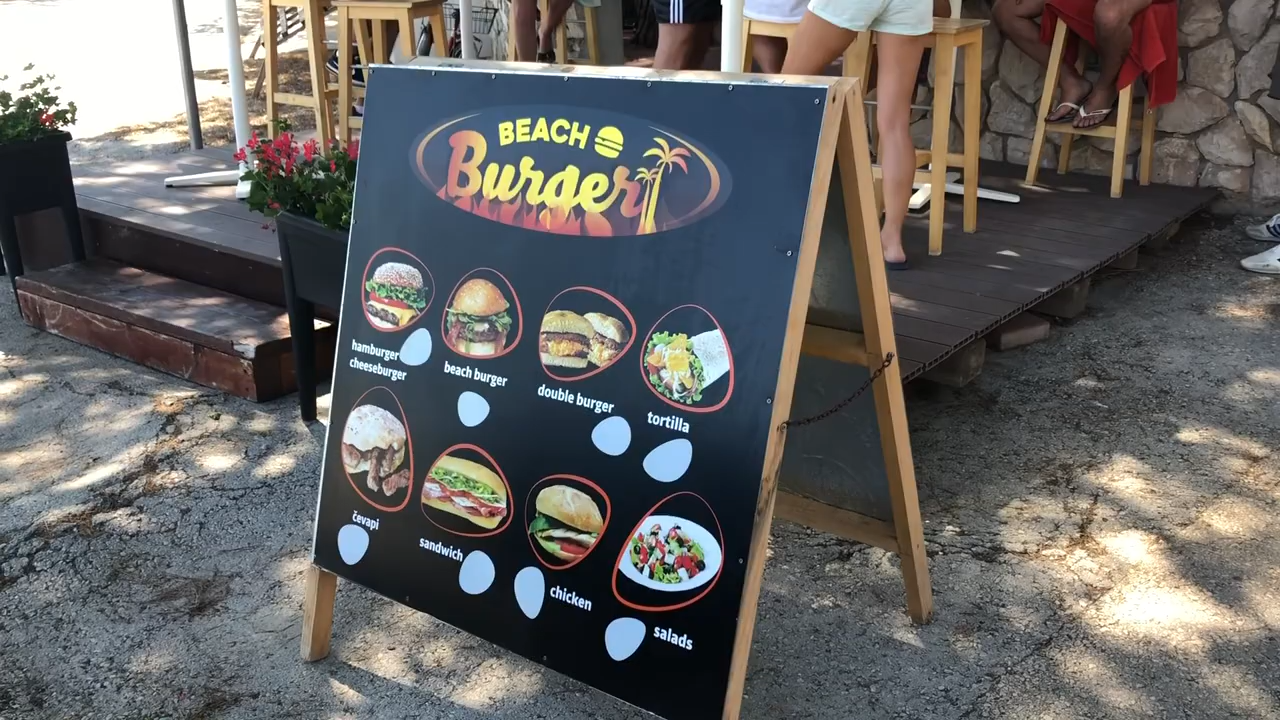 BEACH
Burger
hamburger
cheeseburger
beach burger
double burger
tortilla
čevapi
sandwich
chicken
salads